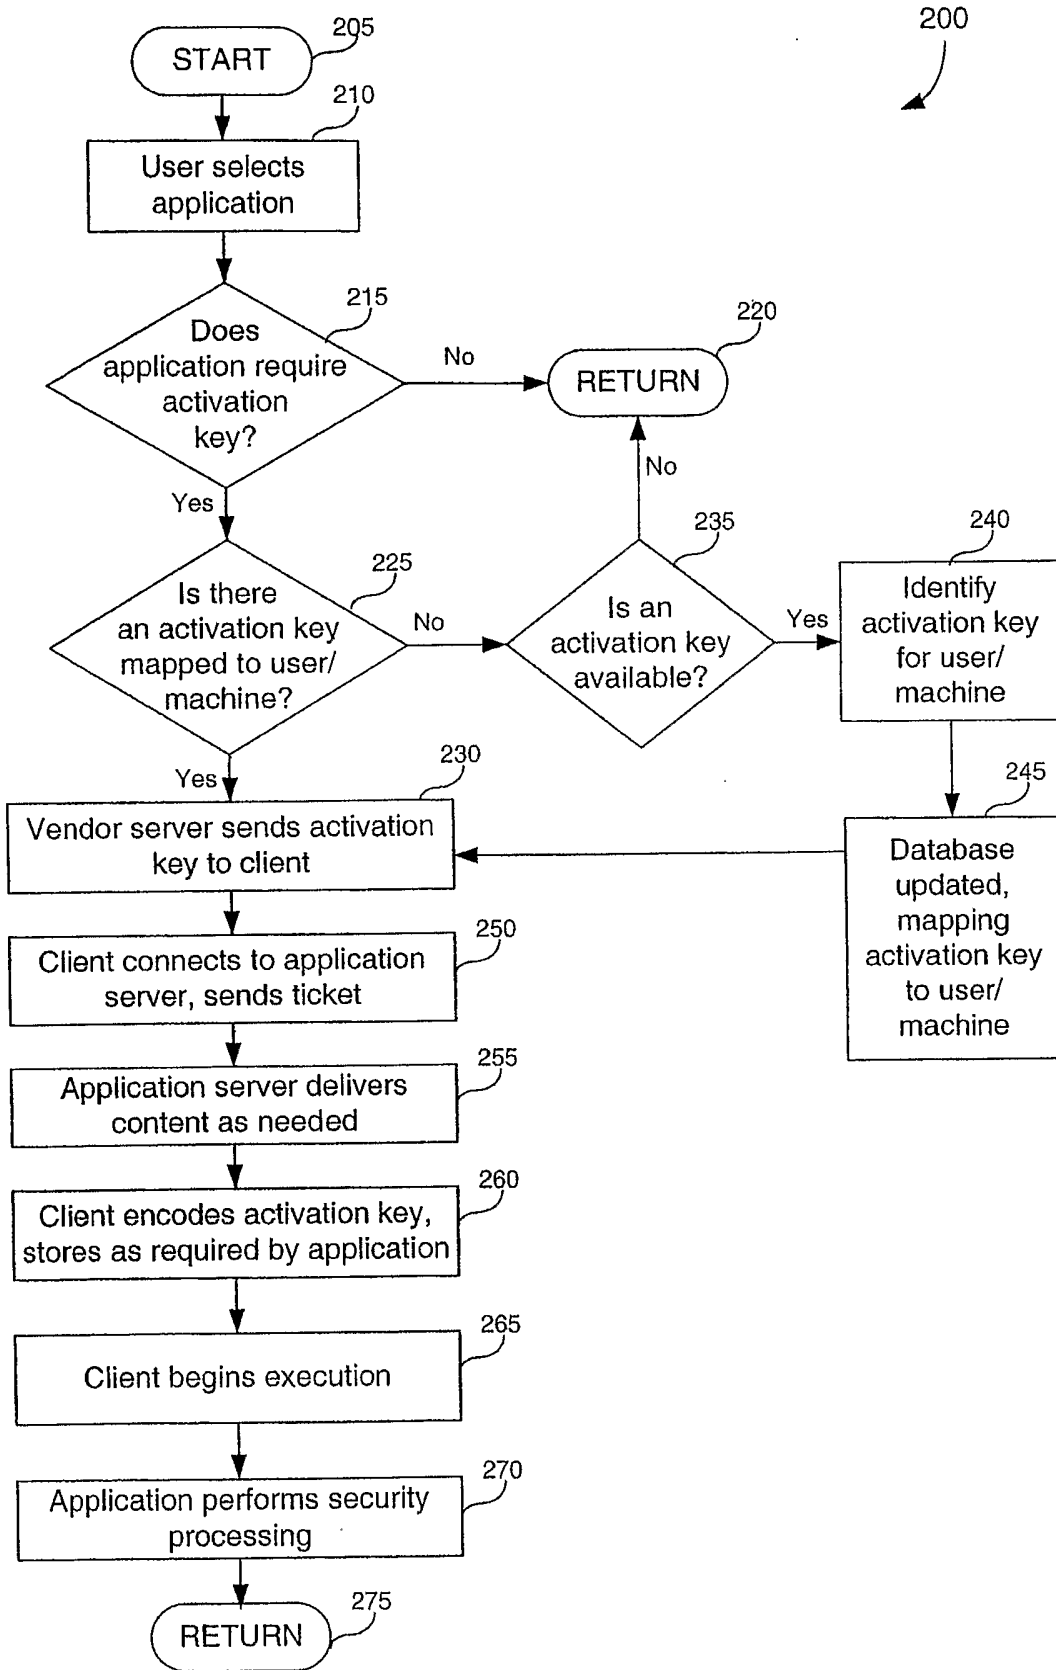 200
205
START
210
User selects
application
215
Does
application require
activation
key?
No
220
RETURN
Yes
No
225
Is there
an activation key
mapped to user/
machine?
No
235
Is an
activation key
available?
Yes
240
Identify
activation key
for user/
machine
Yes
230
Vendor server sends activation
key to client
245
Database
updated,
mapping
activation key
to user/
machine
250
Client connects to application
server, sends ticket
255
Application server delivers
content as needed
260
Client encodes activation key,
stores as required by application
265
Client begins execution
270
Application performs security
processing
275
RETURN